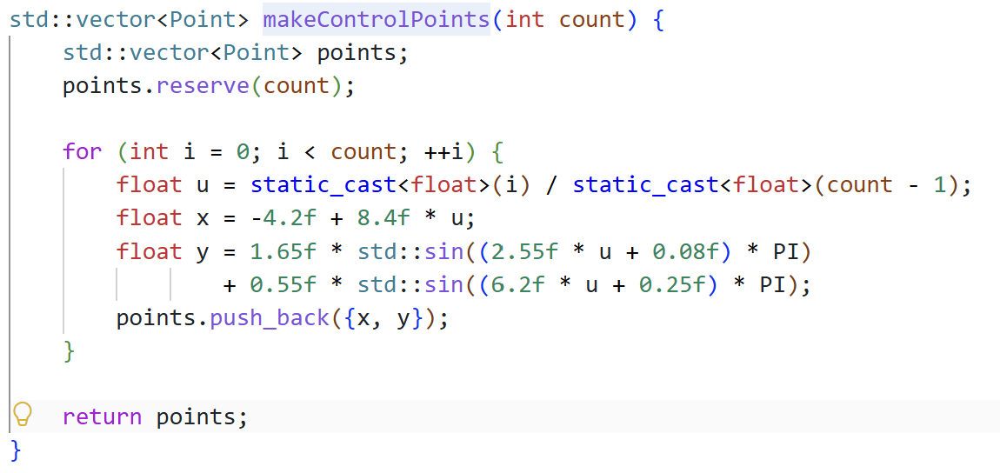 std::vector<Point> makeControlPoints(int count) {
    std::vector<Point> points;
    points.reserve(count);

    for (int i = 0; i < count; ++i) {
        float u = static_cast<float>(i) / static_cast<float>(count - 1);
        float x = -4.2f + 8.4f * u;
        float y = 1.65f * std::sin((2.55f * u + 0.08f) * PI)
                + 0.55f * std::sin((6.2f * u + 0.25f) * PI);
        points.push_back({x, y});
    }

    return points;
}